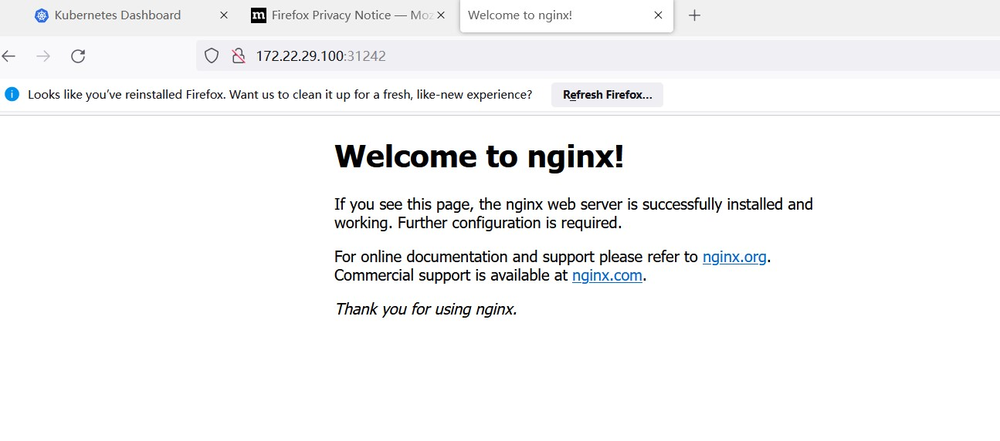 Kubernetes Dashboard
m Firefox Privacy Notice — Moz
Welcome to nginx!
172.22.29.100:31242
Looks like you've reinstalled Firefox. Want us to clean it up for a fresh, like-new experience? Refresh Firefox...
Welcome to nginx!
If you see this page, the nginx web server is successfully installed and
working. Further configuration is required.
For online documentation and support please refer to nginx.org.
Commercial support is available at nginx.com.
Thank you for using nginx.